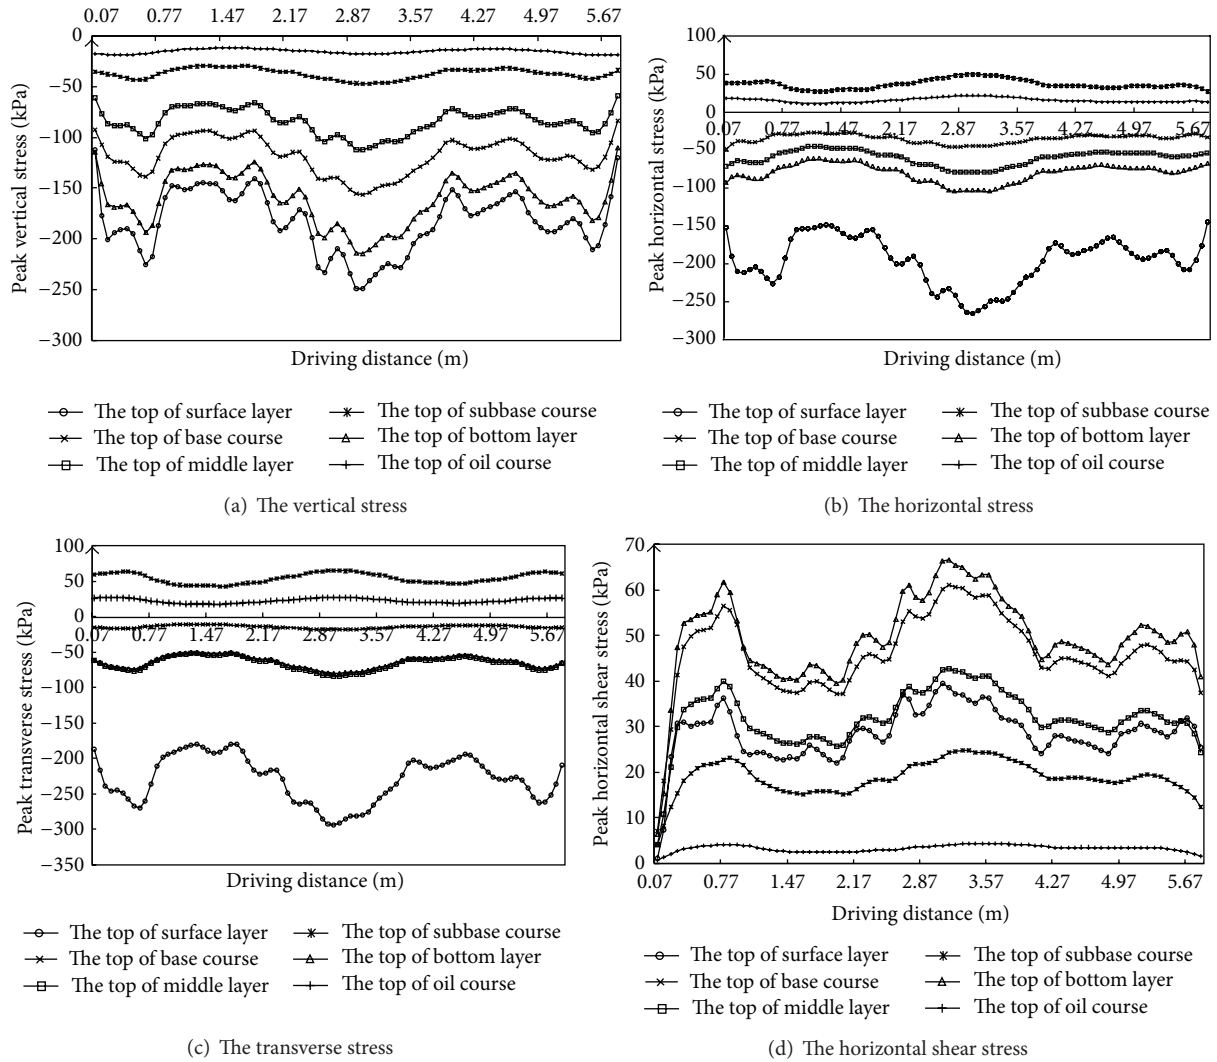 0.07 0.77 1.47 2.17 2.87 3.57 4.27 4.97 5.67
0
−50
−100
−150
−200
−250
−300
Peak vertical stress (kPa)
Driving distance (m)
The top of surface layer
The top of base course
The top of middle layer
The top of subbase course
The top of bottom layer
The top of oil course
(a) The vertical stress
100
50
0
−50
−100
−150
−200
−250
−300
0.07 0.77 1.47 2.17 2.87 3.57 4.27 4.97 5.67
Peak horizontal stress (kPa)
Driving distance (m)
The top of surface layer
The top of base course
The top of middle layer
The top of subbase course
The top of bottom layer
The top of oil course
(b) The horizontal stress
100
50
0
−50
−100
−150
−200
−250
−300
−350
0.07 0.77 1.47 2.17 2.87 3.57 4.27 4.97 5.67
Peak transverse stress (kPa)
Driving distance (m)
The top of surface layer
The top of base course
The top of middle layer
The top of subbase course
The top of bottom layer
The top of oil course
(c) The transverse stress
70
60
50
40
30
20
10
0
0.07 0.77 1.47 2.17 2.87 3.57 4.27 4.97 5.67
Peak horizontal shear stress (kPa)
Driving distance (m)
The top of surface layer
The top of base course
The top of middle layer
The top of subbase course
The top of bottom layer
The top of oil course
(d) The horizontal shear stress